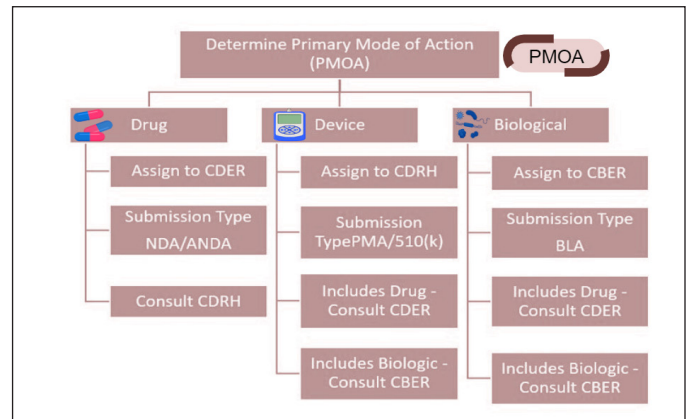 Determine Primary Mode of Action
(PMOA)
PMOA
Drug
Device
Biological
Assign to CDER
Submission Type
NDA/ANDA
Consult CDRH
Assign to CDRH
Submission
TypePMA/510(k)
Includes Drug -
Consult CDER
Includes Biologic -
Consult CBER
Assign to CBER
Submission Type
BLA
Includes Drug -
Consult CDER
Includes Biologic -
Consult CBER